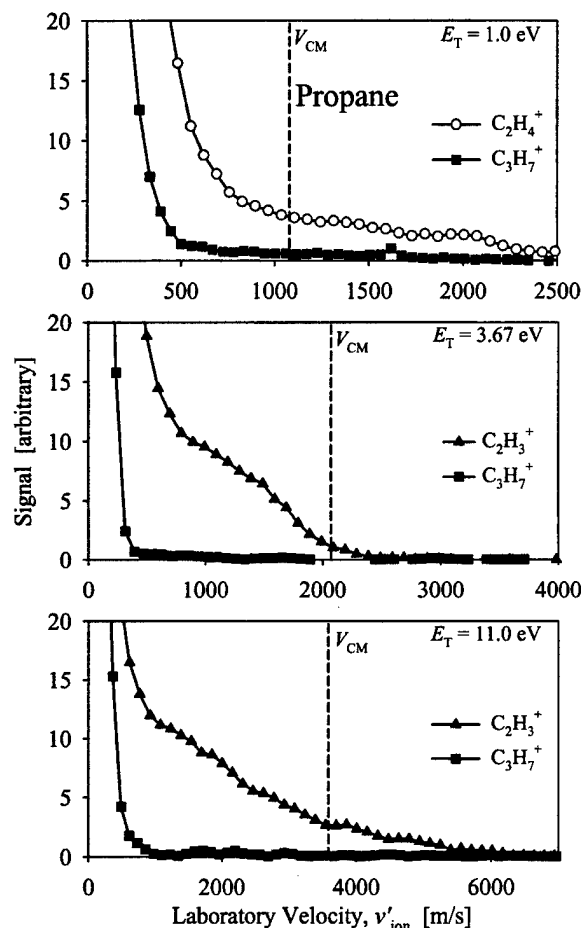 20
15
10
5
0
V_CM
E_T = 1.0 eV
Propane
C₂H₄⁺
C₃H₇⁺
0 500 1000 1500 2000 2500
20
15
10
5
0
V_CM
E_T = 3.67 eV
C₂H₃⁺
C₃H₇⁺
0 1000 2000 3000 4000
Signal [arbitrary]
20
15
10
5
0
V_CM
E_T = 11.0 eV
C₂H₃⁺
C₃H₇⁺
0 2000 4000 6000
Laboratory Velocity, v'_ion [m/s]